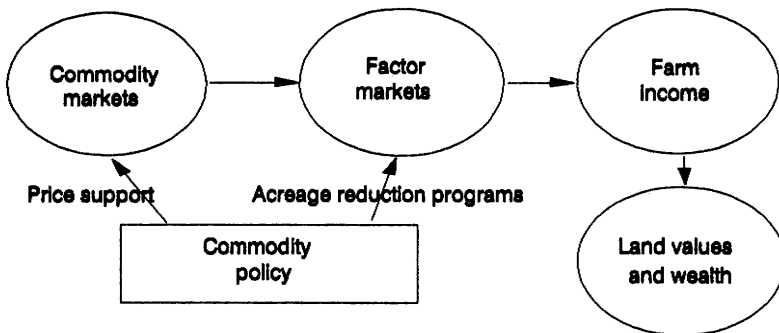 Commodity
markets
Factor
markets
Farm
income
Price support
Acreage reduction programs
Commodity
policy
Land values
and wealth